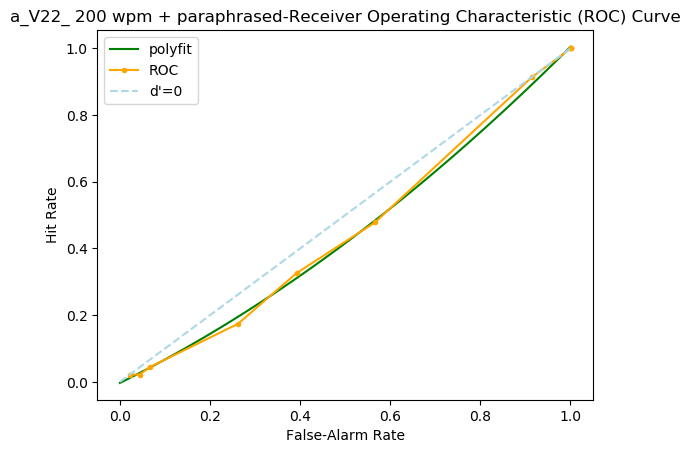 a_V22_ 200 wpm + paraphrased-Receiver Operating Characteristic (ROC) Curve
polyfit
ROC
d'=0
1.0
0.8
0.6
0.4
0.2
0.0
Hit Rate
0.0 0.2 0.4 0.6 0.8 1.0
False-Alarm Rate